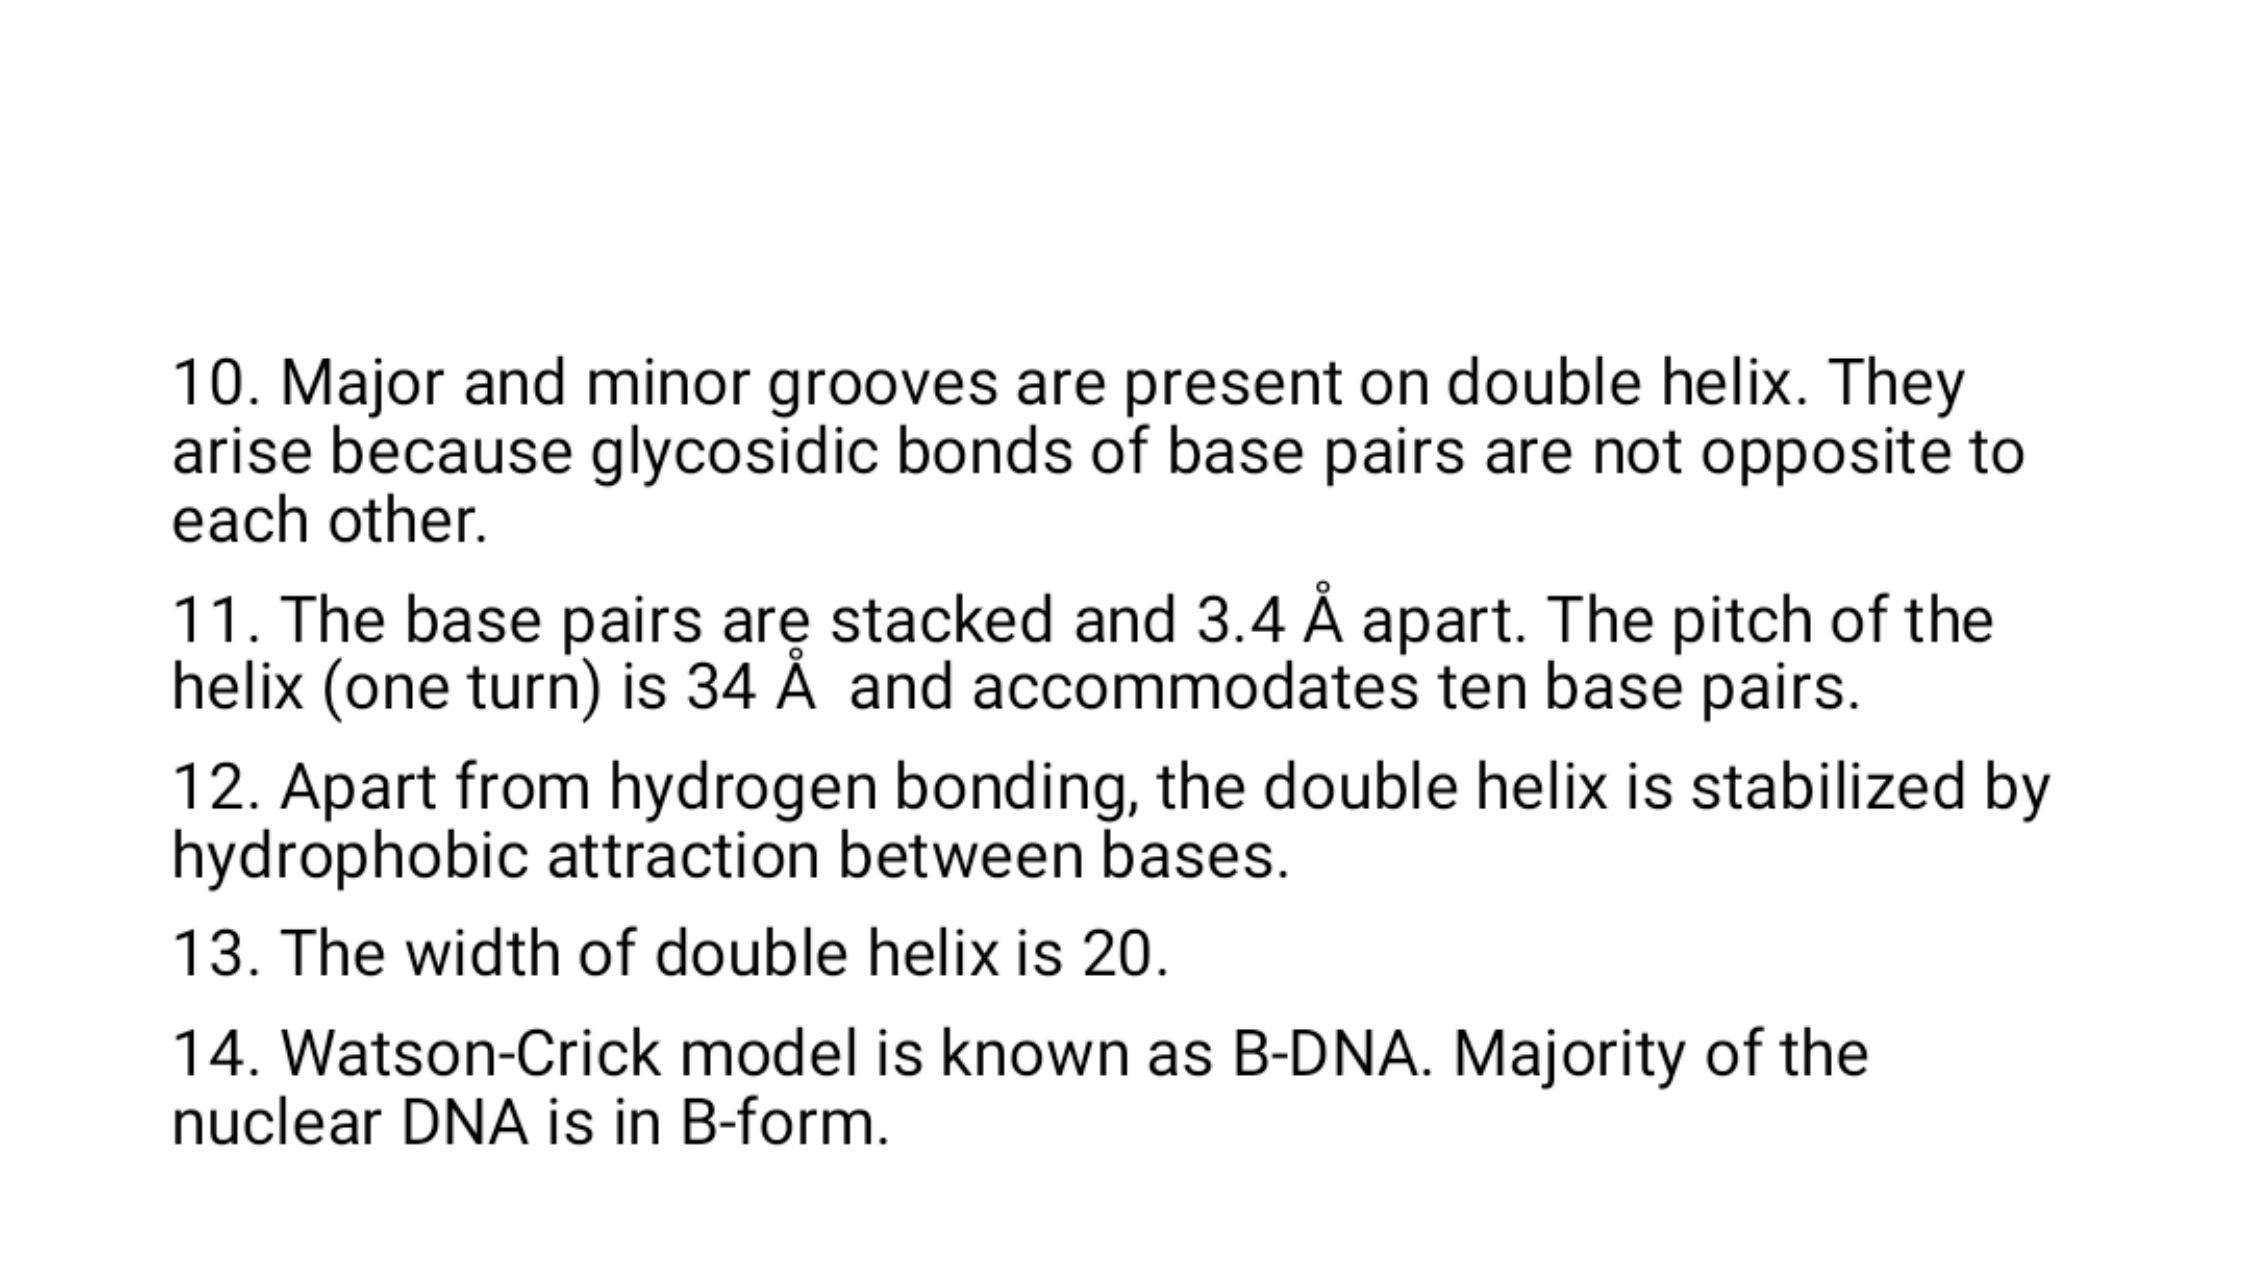 10. Major and minor grooves are present on double helix. They
arise because glycosidic bonds of base pairs are not opposite to
each other.
11. The base pairs are stacked and 3.4 Å apart. The pitch of the
helix (one turn) is 34 Å  and accommodates ten base pairs.
12. Apart from hydrogen bonding, the double helix is stabilized by
hydrophobic attraction between bases.
13. The width of double helix is 20.
14. Watson-Crick model is known as B-DNA. Majority of the
nuclear DNA is in B-form.